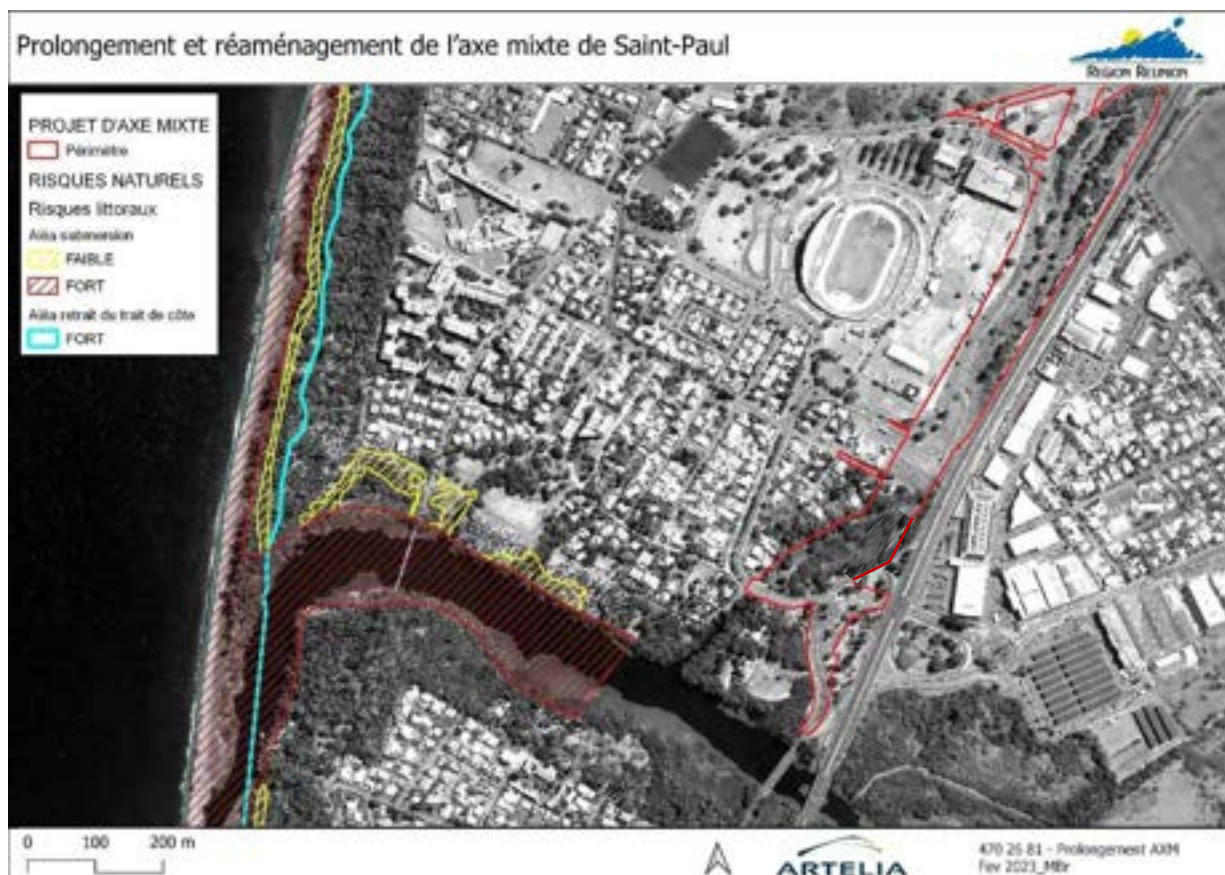 Prolongement et réaménagement de l'axe mixte de Saint-Paul
REGION REUNION
PROJET D'AXE MIXTE
Périmètre
RISQUES NATURELS
Risques littoraux
Aléa submersion
FAIBLE
FORT
Aléa retrait du trait de côte
FORT
0 100 200 m
ARTELIA
470 26 81 - Prolongement AXM
Fev 2023_MBr